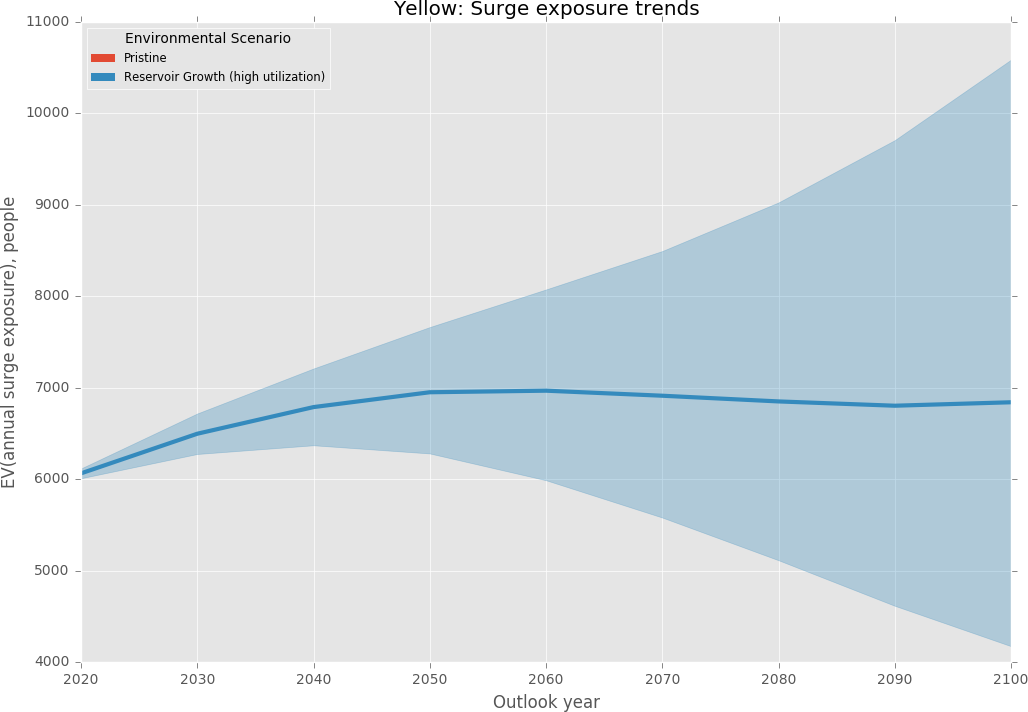 Yellow: Surge exposure trends
11000
10000
9000
8000
7000
6000
5000
4000
EV(annual surge exposure), people
Environmental Scenario
Pristine
Reservoir Growth (high utilization)
2020 2030 2040 2050 2060 2070 2080 2090 2100
Outlook year